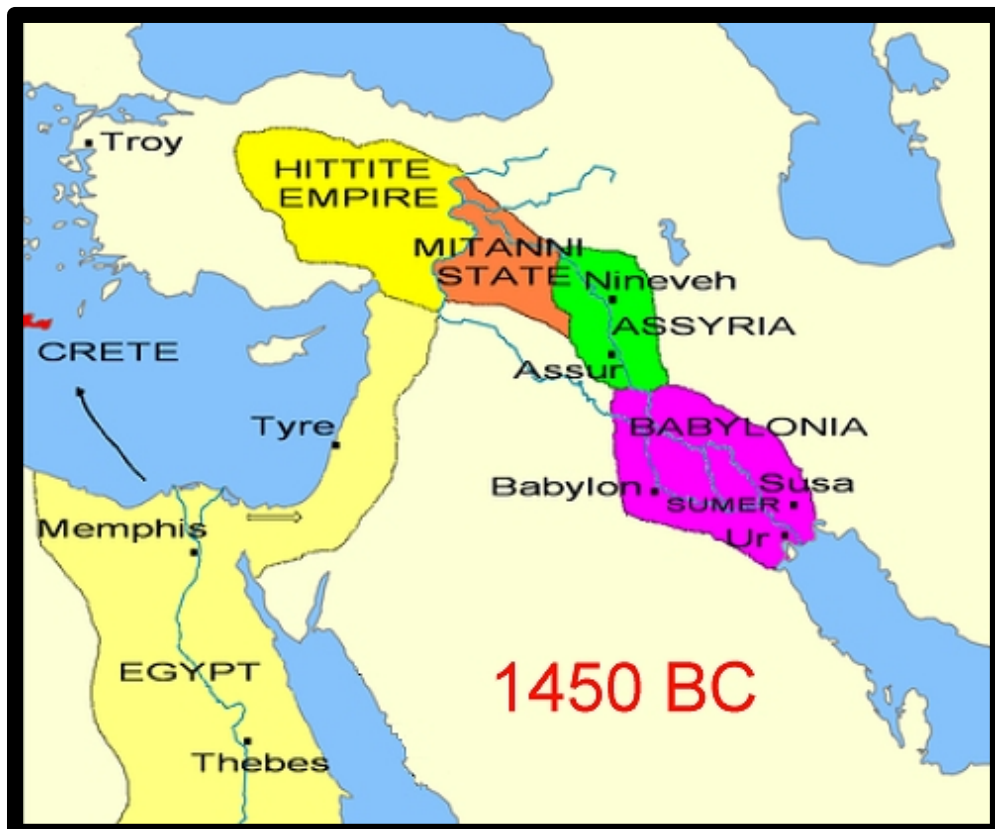 Troy
HITTITE
EMPIRE
MITANNI
STATE
Nineveh
ASSYRIA
CRETE
Assur
Tyre
BABYLONIA
Babylon
Susa
SUMER
Memphis
Ur
EGYPT
1450 BC
Thebes